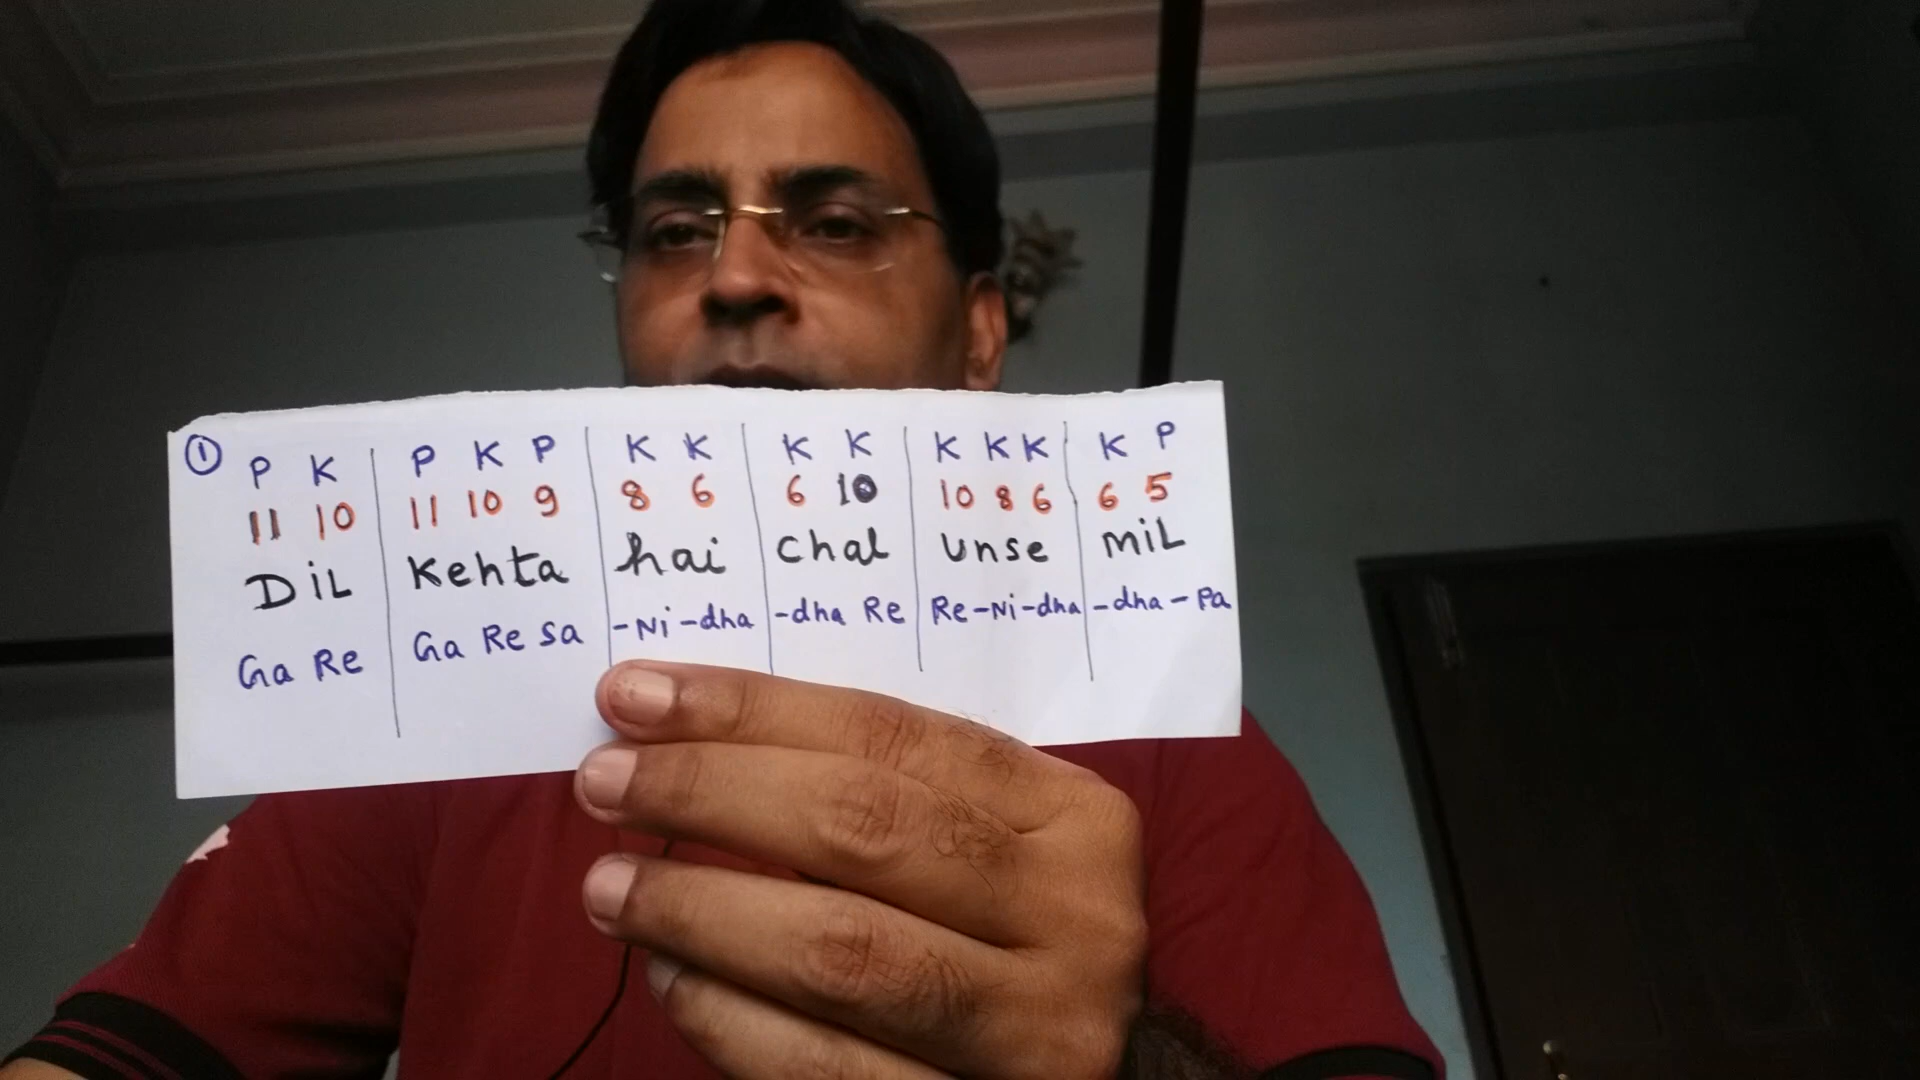 ① P K P K P K K K K K K K K P
11 10 11 10 9 8 6 6 10 10 8 6 6 5
DiL Kehta hai chal Unse miL
Ga Re Ga Re Sa -Ni -dha -dha Re Re -Ni -dha -dha - Pa